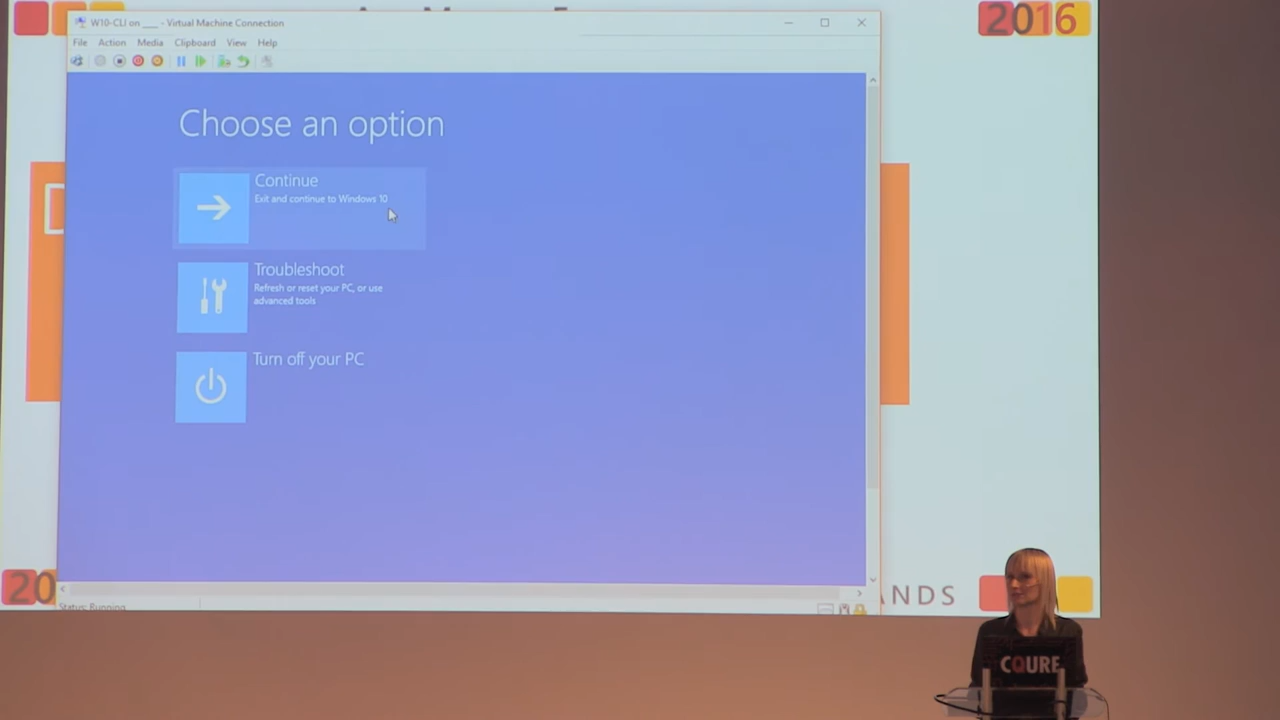 2016
W10-CLI on ___ - Virtual Machine Connection
File Action Media Clipboard View Help
Choose an option
Continue
Exit and continue to Windows 10
Troubleshoot
Refresh or reset your PC, or use
advanced tools
Turn off your PC
20
ANDS
Status: Running
CQURE